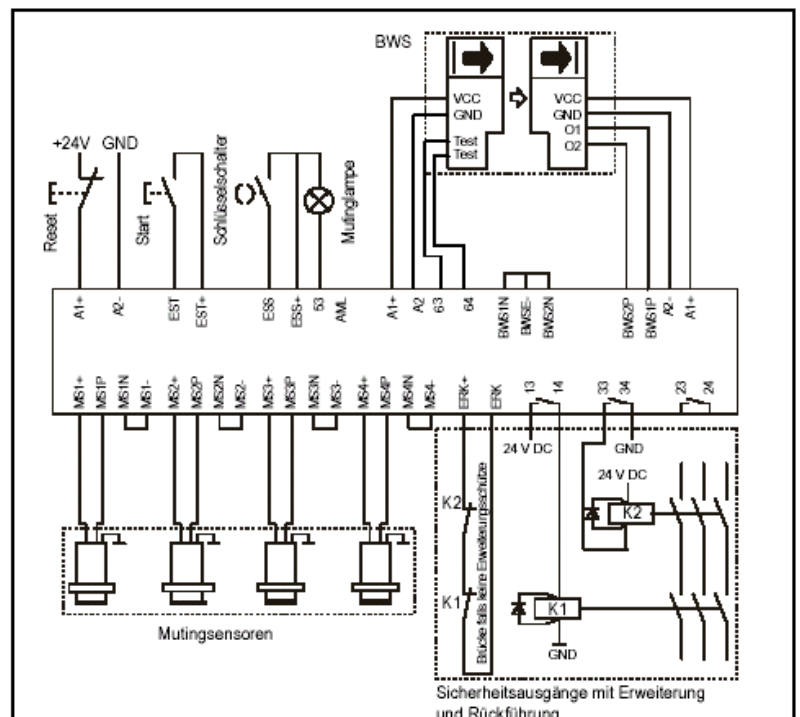 BWS
VCC
GND
Test
Test
VCC
GND
O1
O2
+24V GND
Reset
Start
Schlüsselschalter
Mutinglampe
A1+
A2-
EST
EST+
ESS
ESS+
53
AML
A1+
A2
63
64
BWS1N
BWSE-
BWS2N
BWS2P
BWS1P
A2-
A1+
MS1+
MS1P
MS1N
MS1-
MS2+
MS2P
MS2N
MS2-
MS3+
MS3P
MS3N
MS3-
MS4+
MS4P
MS4N
MS4-
ERK+
ERK
13
14
33
34
23
24
24 V DC
GND
24 V DC
K2
K2
Brücke falls keine Erweiterungsschütze
K1
K1
GND
Mutingsensoren
Sicherheitsausgänge mit Erweiterung
und Rückführung